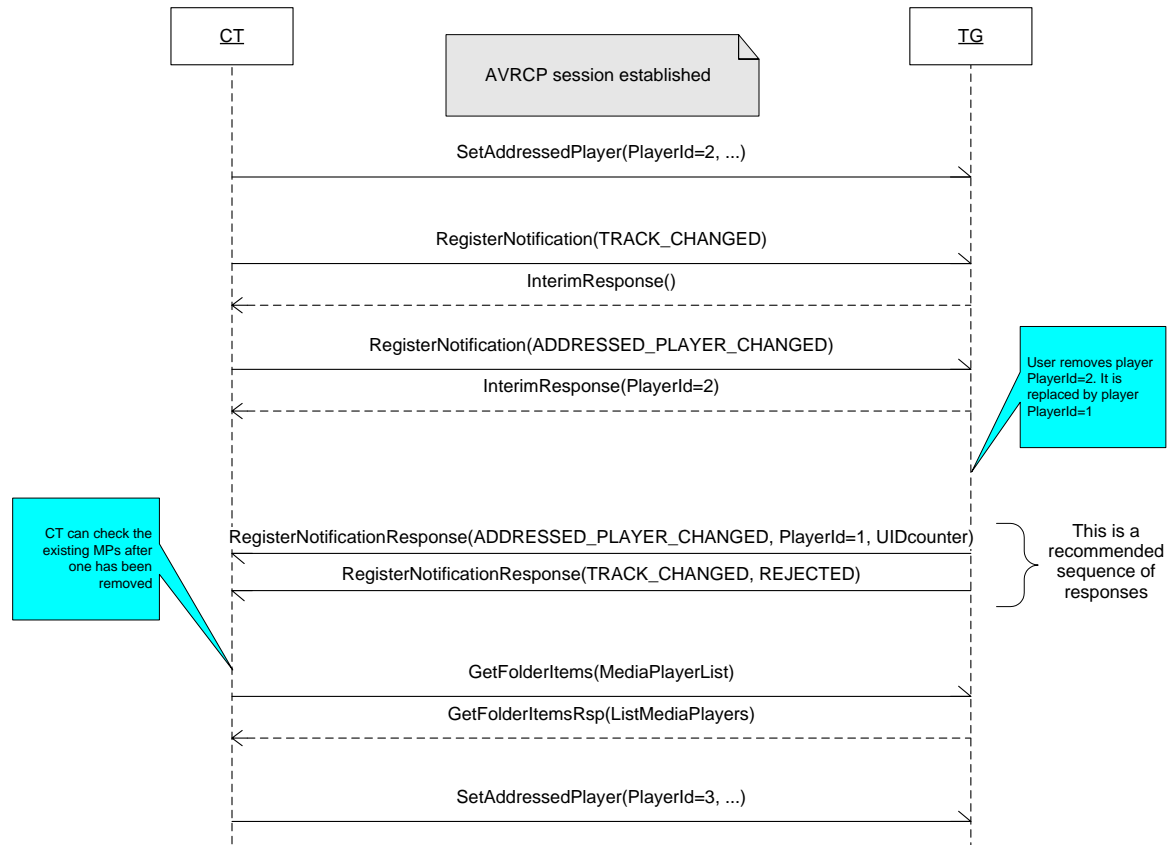 CT
TG
AVRCP session established
SetAddressedPlayer(PlayerId=2, ...)
RegisterNotification(TRACK_CHANGED)
InterimResponse()
RegisterNotification(ADDRESSED_PLAYER_CHANGED)
InterimResponse(PlayerId=2)
User removes player
PlayerId=2. It is
replaced by player
PlayerId=1
CT can check the
existing MPs after
one has been
removed
RegisterNotificationResponse(ADDRESSED_PLAYER_CHANGED, PlayerId=1, UIDcounter)
RegisterNotificationResponse(TRACK_CHANGED, REJECTED)
This is a
recommended
sequence of
responses
GetFolderItems(MediaPlayerList)
GetFolderItemsRsp(ListMediaPlayers)
SetAddressedPlayer(PlayerId=3, ...)